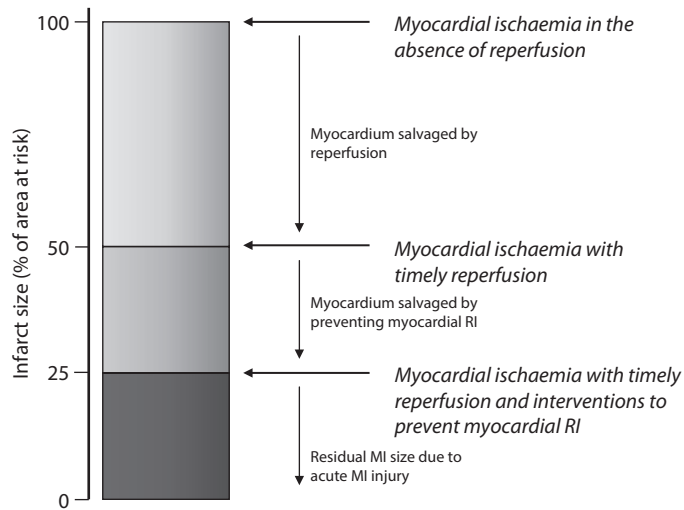 100
Myocardial ischaemia in the
absence of reperfusion
Myocardium salvaged by
reperfusion
Infarct size (% of area at risk)
50
Myocardial ischaemia with
timely reperfusion
Myocardium salvaged by
preventing myocardial RI
25
Myocardial ischaemia with timely
reperfusion and interventions to
prevent myocardial RI
Residual MI size due to
acute MI injury
0